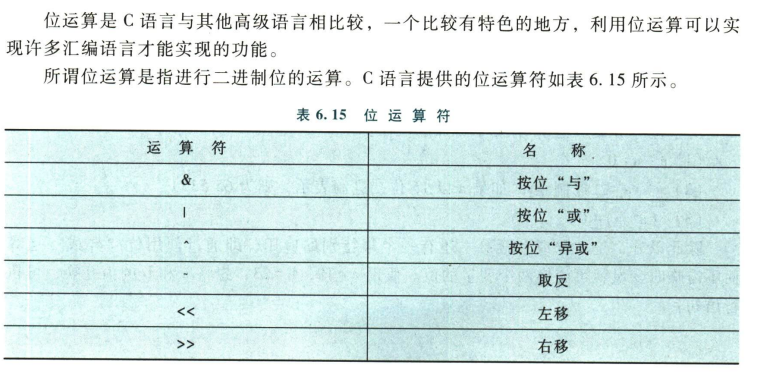 位运算是 C 语言与其他高级语言相比较，一个比较有特色的地方，利用位运算可以实
现许多汇编语言才能实现的功能。
所谓位运算是指进行二进制位的运算。C 语言提供的位运算符如表 6.15 所示。
表 6.15 位 运 算 符
运 算 符 名 称
& 按位“与”
| 按位“或”
按位“异或”
取反
<< 左移
>> 右移